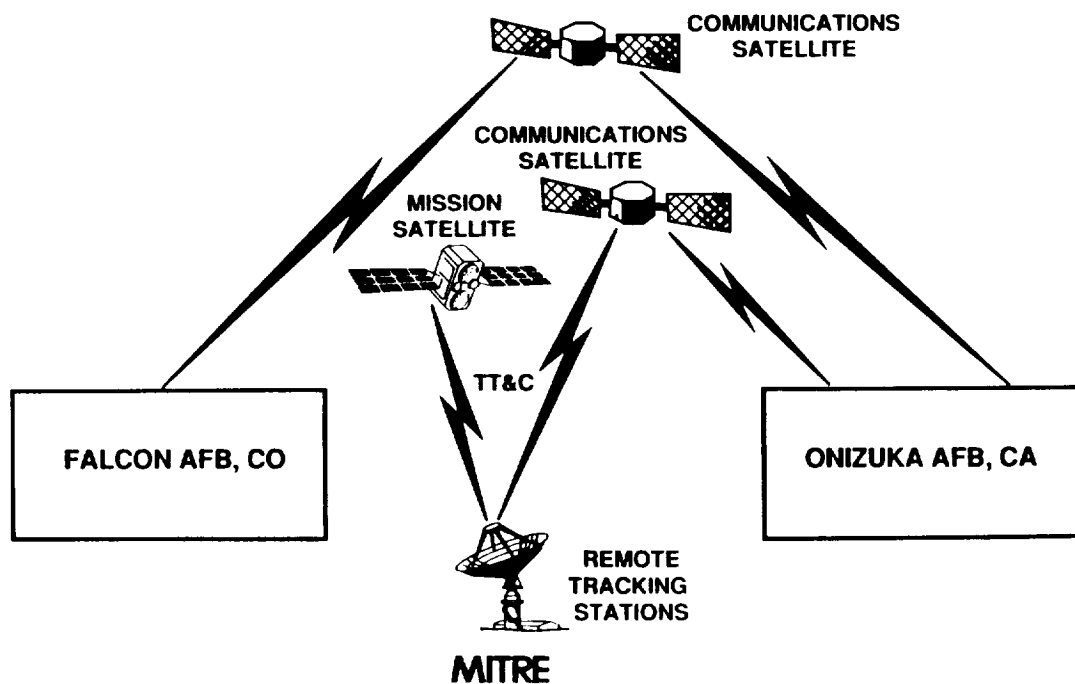 COMMUNICATIONS
SATELLITE
COMMUNICATIONS
SATELLITE
MISSION
SATELLITE
TT&C
FALCON AFB, CO
ONIZUKA AFB, CA
REMOTE
TRACKING
STATIONS
MITRE